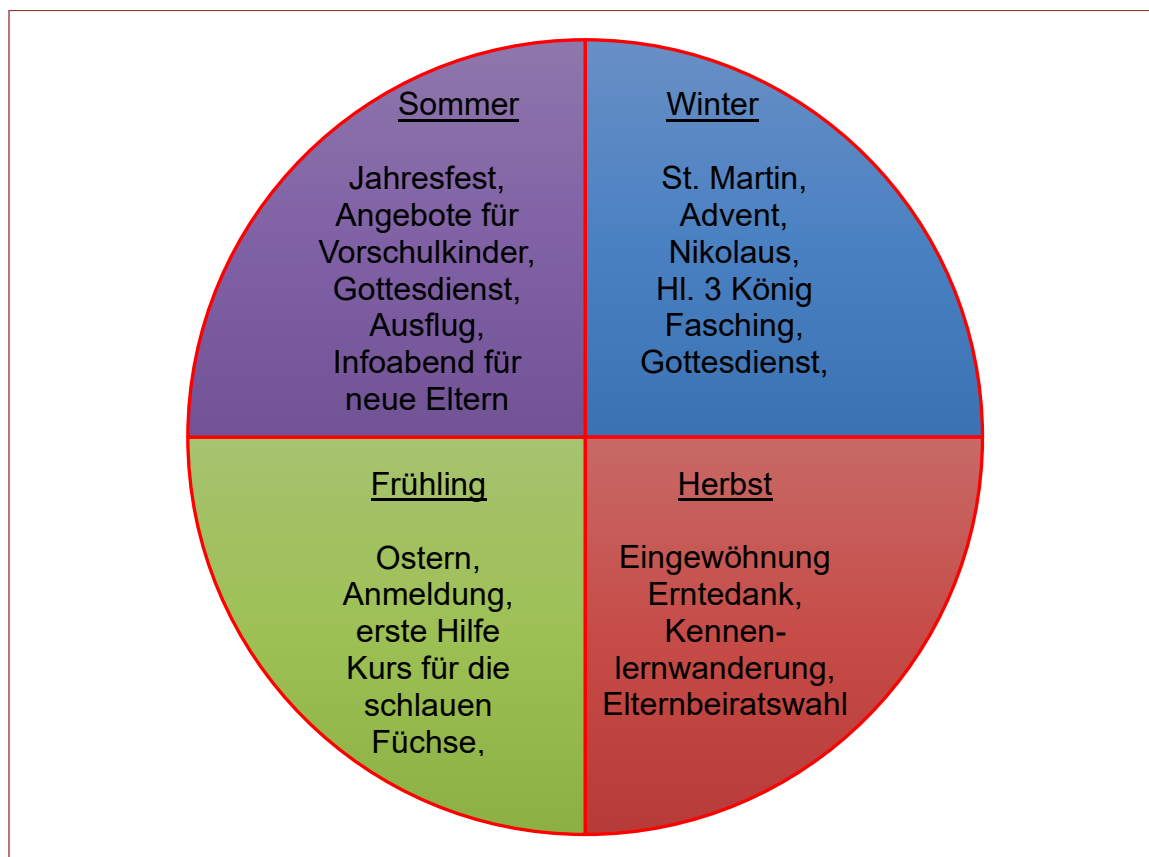 Sommer
Jahresfest,
Angebote für
Vorschulkinder,
Gottesdienst,
Ausflug,
Infoabend für
neue Eltern
Winter
St. Martin,
Advent,
Nikolaus,
Hl. 3 König
Fasching,
Gottesdienst,
Frühling
Ostern,
Anmeldung,
erste Hilfe
Kurs für die
schlauen
Füchse,
Herbst
Eingewöhnung
Erntedank,
Kennen-
lernwanderung,
Elternbeiratswahl